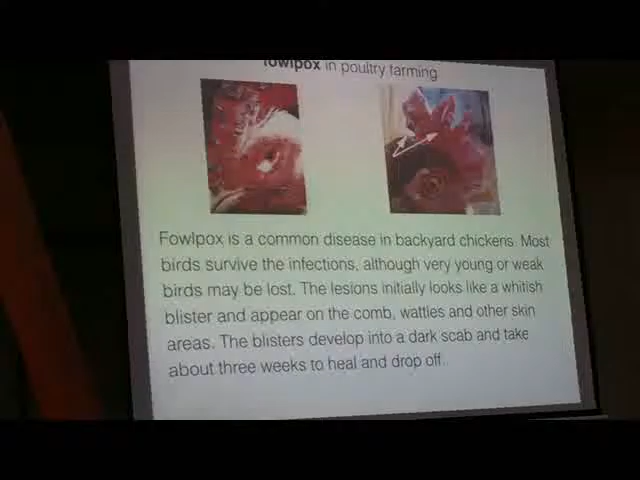 fowlpox in poultry farming
Fowlpox is a common disease in backyard chickens. Most
birds survive the infections, although very young or weak
birds may be lost. The lesions initially looks like a whitish
blister and appear on the comb, wattles and other skin
areas. The blisters develop into a dark scab and take
about three weeks to heal and drop off.